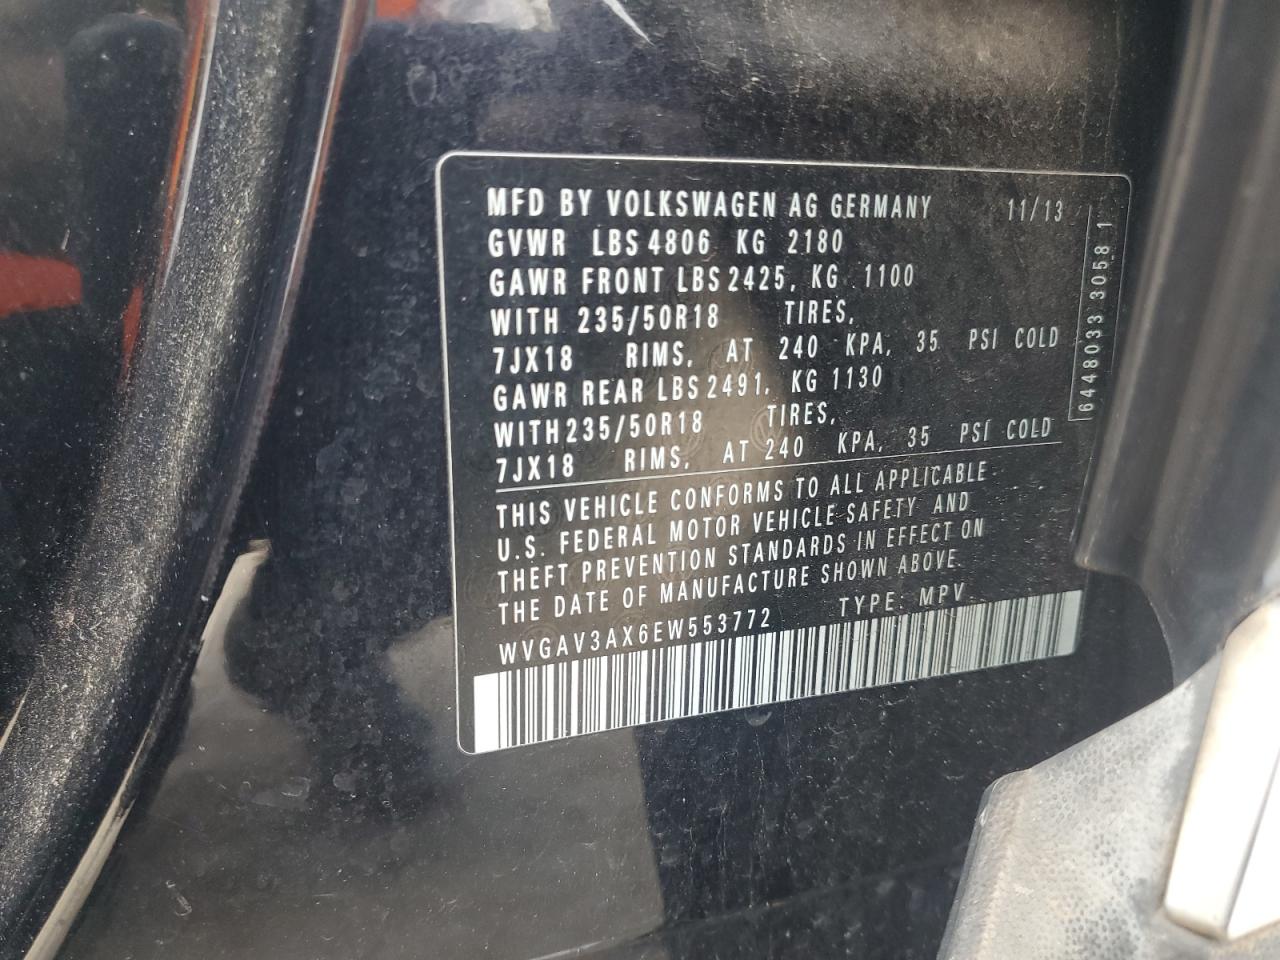 MFD BY VOLKSWAGEN AG GERMANY 11/13
GVWR LBS 4806 KG 2180
GAWR FRONT LBS 2425, KG 1100
WITH 235/50R18 TIRES,
7JX18 RIMS, AT 240 KPA, 35 PSI COLD
GAWR REAR LBS 2491, KG 1130
WITH 235/50R18 TIRES,
7JX18 RIMS, AT 240 KPA, 35 PSI COLD
THIS VEHICLE CONFORMS TO ALL APPLICABLE
U.S. FEDERAL MOTOR VEHICLE SAFETY AND
THEFT PREVENTION STANDARDS IN EFFECT ON
THE DATE OF MANUFACTURE SHOWN ABOVE
WVGAV3AX6EW553772 TYPE: MPV
6448033 3058 1